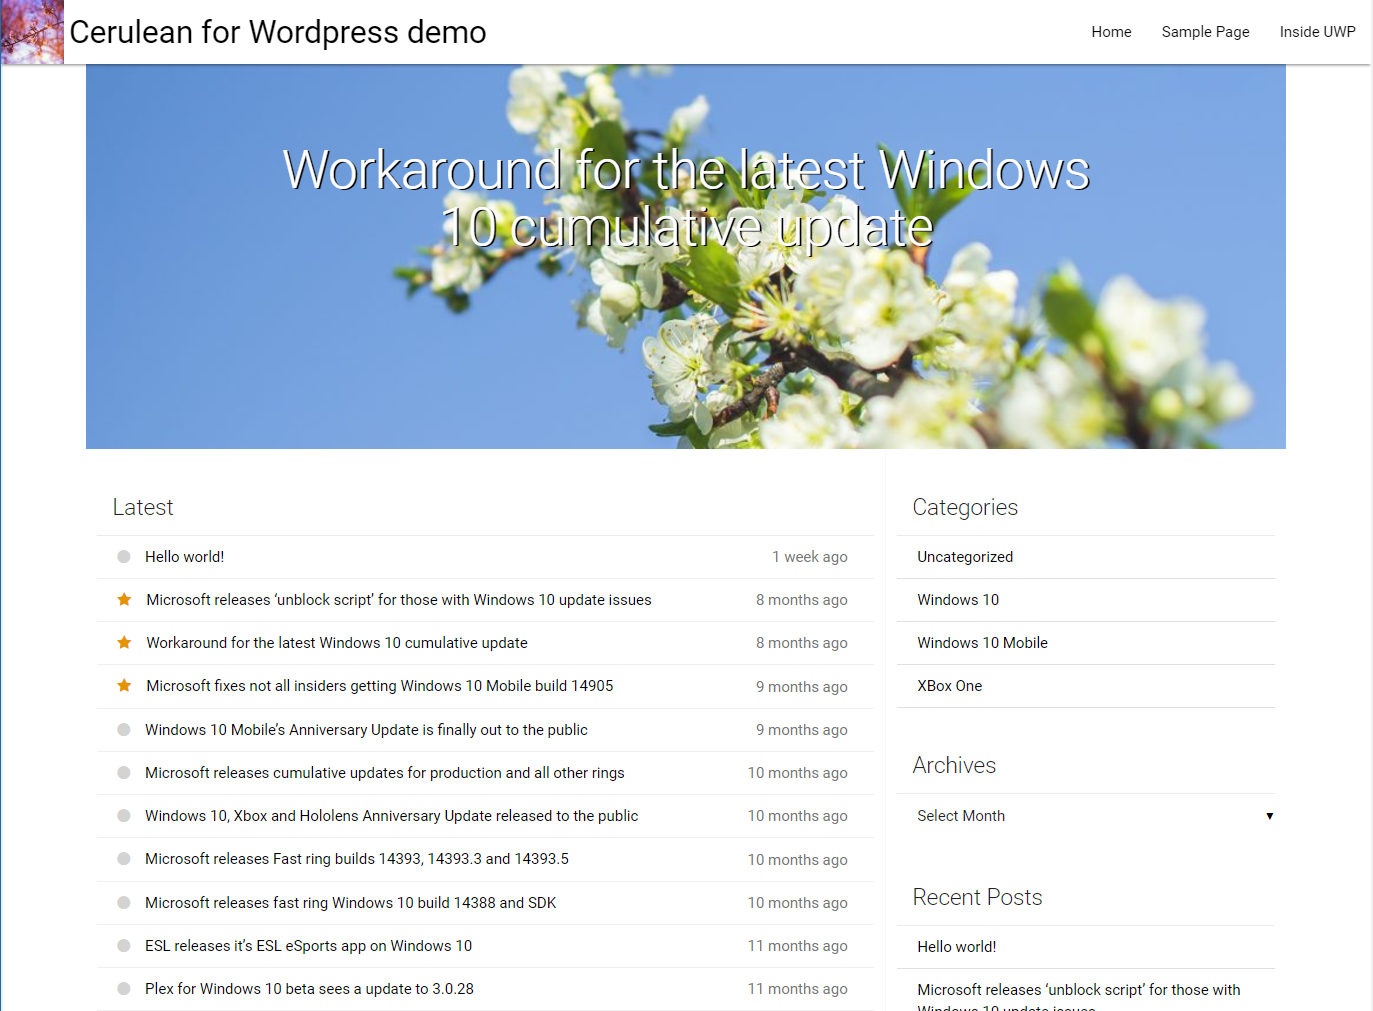 Cerulean for Wordpress demo
Home
Sample Page
Inside UWP
Workaround for the latest Windows
10 cumulative update
Latest
Hello world!
1 week ago
Microsoft releases ‘unblock script’ for those with Windows 10 update issues
8 months ago
Workaround for the latest Windows 10 cumulative update
8 months ago
Microsoft fixes not all insiders getting Windows 10 Mobile build 14905
9 months ago
Windows 10 Mobile’s Anniversary Update is finally out to the public
9 months ago
Microsoft releases cumulative updates for production and all other rings
10 months ago
Windows 10, Xbox and Hololens Anniversary Update released to the public
10 months ago
Microsoft releases Fast ring builds 14393, 14393.3 and 14393.5
10 months ago
Microsoft releases fast ring Windows 10 build 14388 and SDK
10 months ago
ESL releases it’s ESL eSports app on Windows 10
11 months ago
Plex for Windows 10 beta sees a update to 3.0.28
11 months ago
Categories
Uncategorized
Windows 10
Windows 10 Mobile
XBox One
Archives
Select Month
Recent Posts
Hello world!
Microsoft releases ‘unblock script’ for those with
Windows 10 update issues